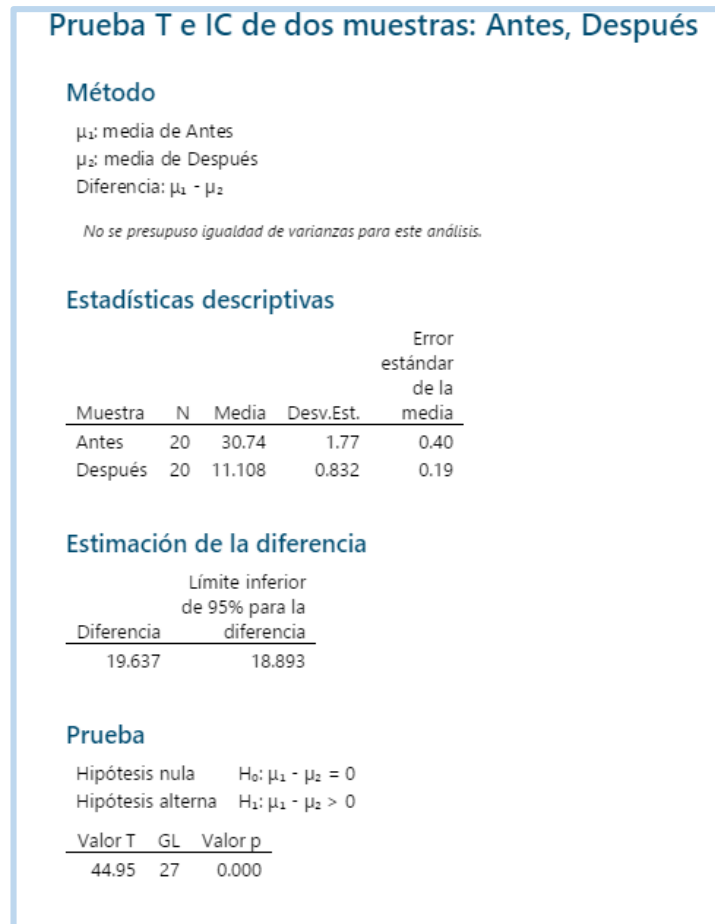 Prueba T e IC de dos muestras: Antes, Después
Método
μ₁: media de Antes
μ₂: media de Después
Diferencia: μ₁ - μ₂
No se presupuso igualdad de varianzas para este análisis.
Estadísticas descriptivas
Error
estándar
de la
Muestra N Media Desv.Est. media
Antes 20 30.74 1.77 0.40
Después 20 11.108 0.832 0.19
Estimación de la diferencia
Límite inferior
de 95% para la
Diferencia diferencia
19.637 18.893
Prueba
Hipótesis nula H₀: μ₁ - μ₂ = 0
Hipótesis alterna H₁: μ₁ - μ₂ > 0
Valor T GL Valor p
44.95 27 0.000